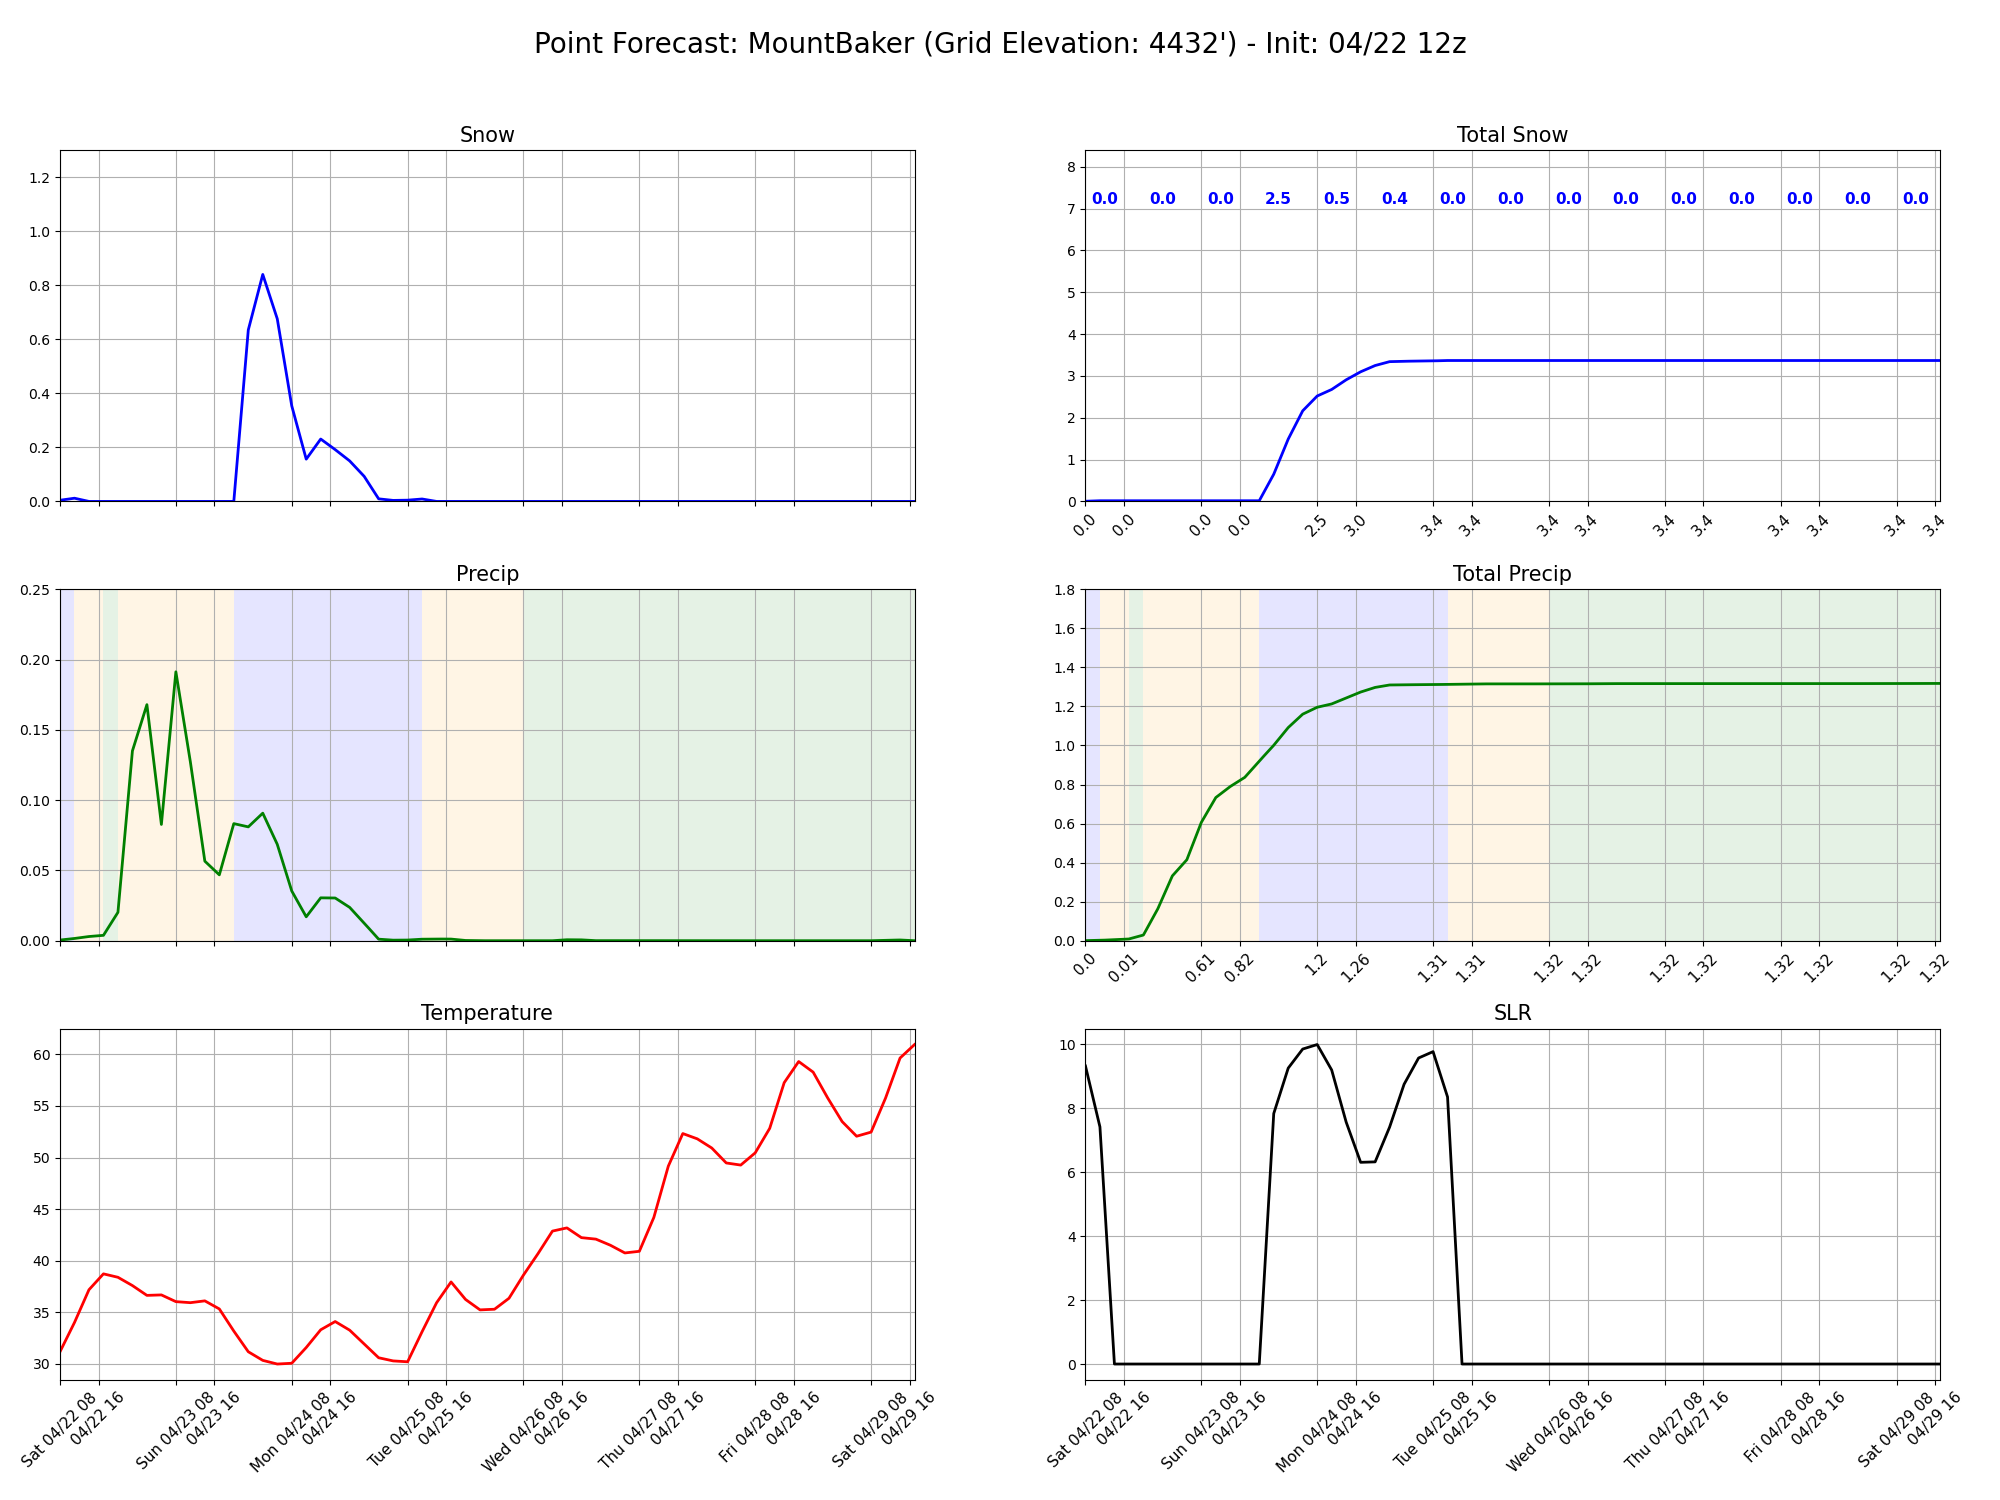 Point Forecast: MountBaker (Grid Elevation: 4432') - Init: 04/22 12z
Snow
1.2
1.0
0.8
0.6
0.4
0.2
0.0
Total Snow
8
7
6
5
4
3
2
1
0
0.0 0.0 0.0 2.5 0.5 0.4 0.0 0.0 0.0 0.0 0.0 0.0 0.0 0.0 0.0
0.0 0.0 0.0 0.0 2.5 3.0 3.4 3.4 3.4 3.4 3.4 3.4 3.4 3.4 3.4 3.4
Precip
0.25
0.20
0.15
0.10
0.05
0.00
Total Precip
1.8
1.6
1.4
1.2
1.0
0.8
0.6
0.4
0.2
0.0
0.0 0.01 0.61 0.82 1.2 1.26 1.31 1.31 1.32 1.32 1.32 1.32 1.32 1.32 1.32 1.32
Temperature
60
55
50
45
40
35
30
Sat 04/22 08
04/22 16
Sun 04/23 08
04/23 16
Mon 04/24 08
04/24 16
Tue 04/25 08
04/25 16
Wed 04/26 08
04/26 16
Thu 04/27 08
04/27 16
Fri 04/28 08
04/28 16
Sat 04/29 08
04/29 16
SLR
10
8
6
4
2
0
Sat 04/22 08
04/22 16
Sun 04/23 08
04/23 16
Mon 04/24 08
04/24 16
Tue 04/25 08
04/25 16
Wed 04/26 08
04/26 16
Thu 04/27 08
04/27 16
Fri 04/28 08
04/28 16
Sat 04/29 08
04/29 16